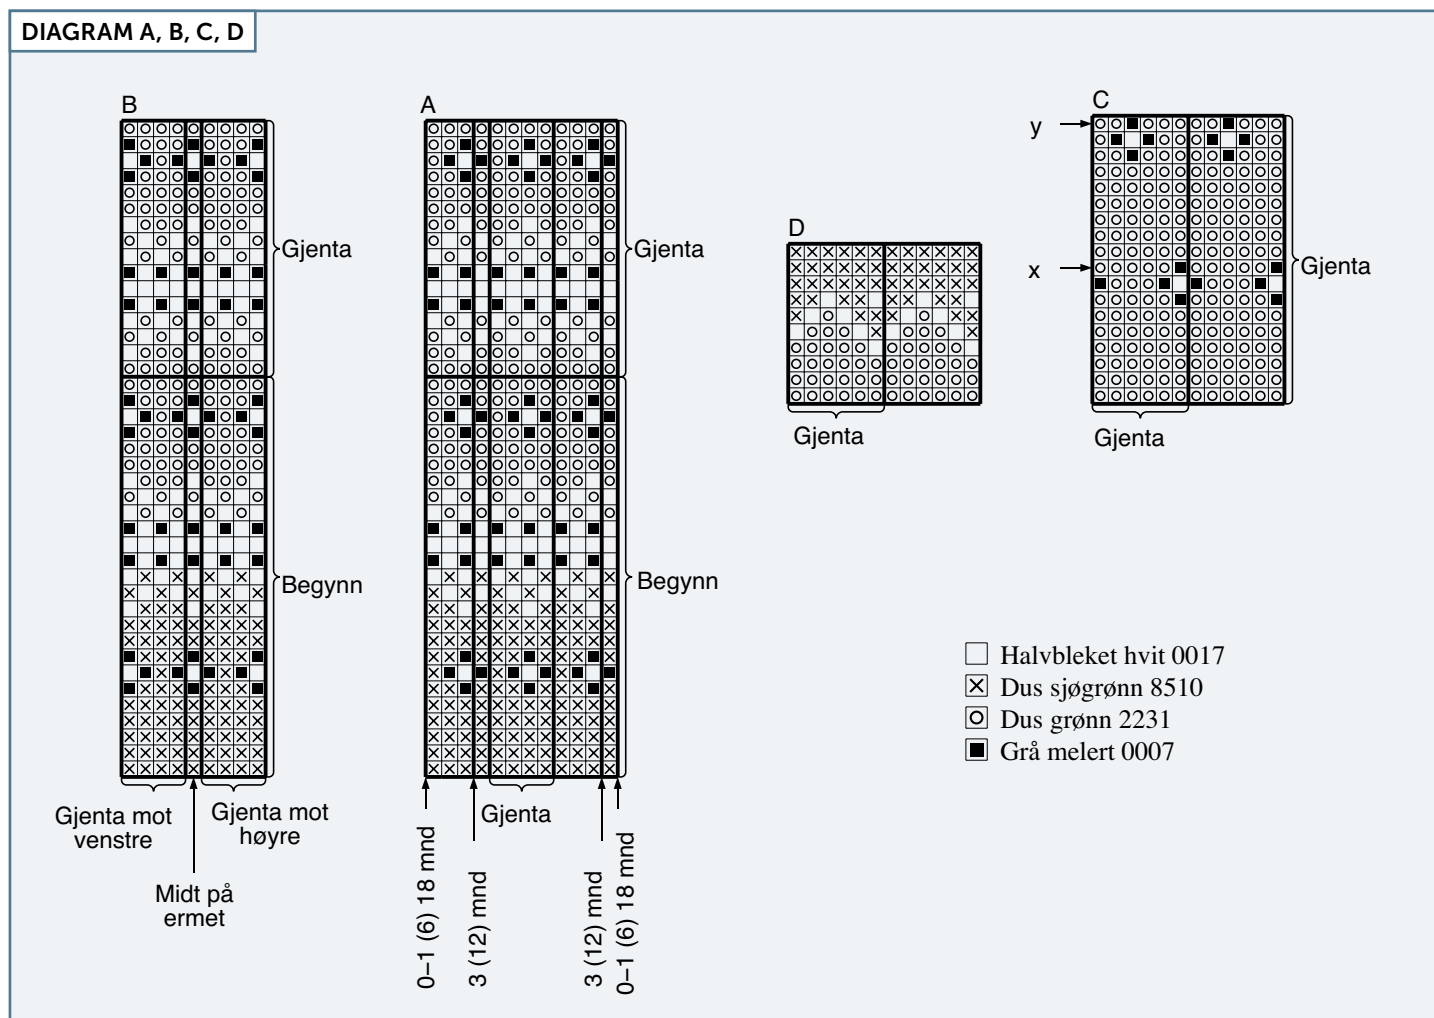 DIAGRAM A, B, C, D
B
Gjenta
Begynn
Gjenta mot
venstre
Gjenta mot
høyre
Midt på
ermet
A
Gjenta
Begynn
Gjenta
0–1 (6) 18 mnd
3 (12) mnd
3 (12) mnd
0–1 (6) 18 mnd
D
Gjenta
C
y
x
Gjenta
Gjenta
Halvbleket hvit 0017
Dus sjøgrønn 8510
Dus grønn 2231
Grå melert 0007